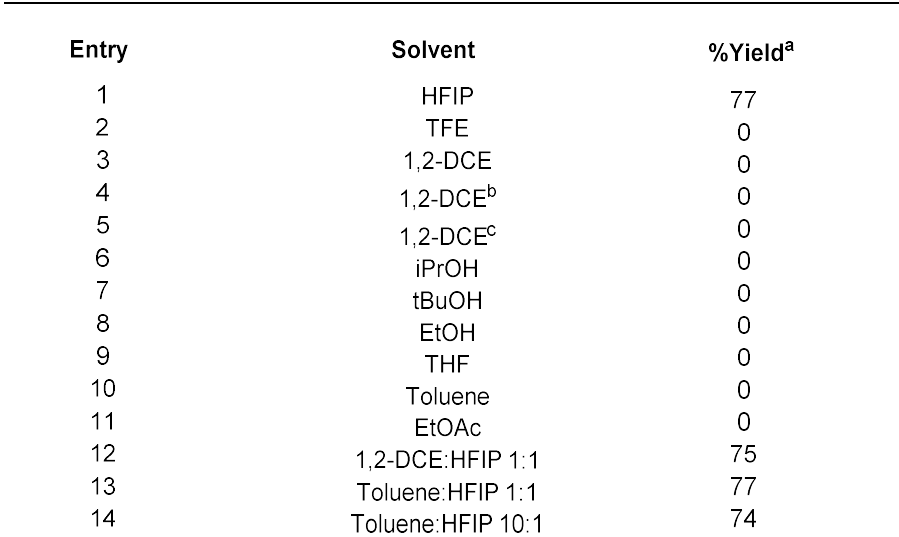 Entry Solvent %Yieldᵃ
1 HFIP 77
2 TFE 0
3 1,2-DCE 0
4 1,2-DCEᵇ 0
5 1,2-DCEᶜ 0
6 iPrOH 0
7 tBuOH 0
8 EtOH 0
9 THF 0
10 Toluene 0
11 EtOAc 0
12 1,2-DCE:HFIP 1:1 75
13 Toluene:HFIP 1:1 77
14 Toluene:HFIP 10:1 74